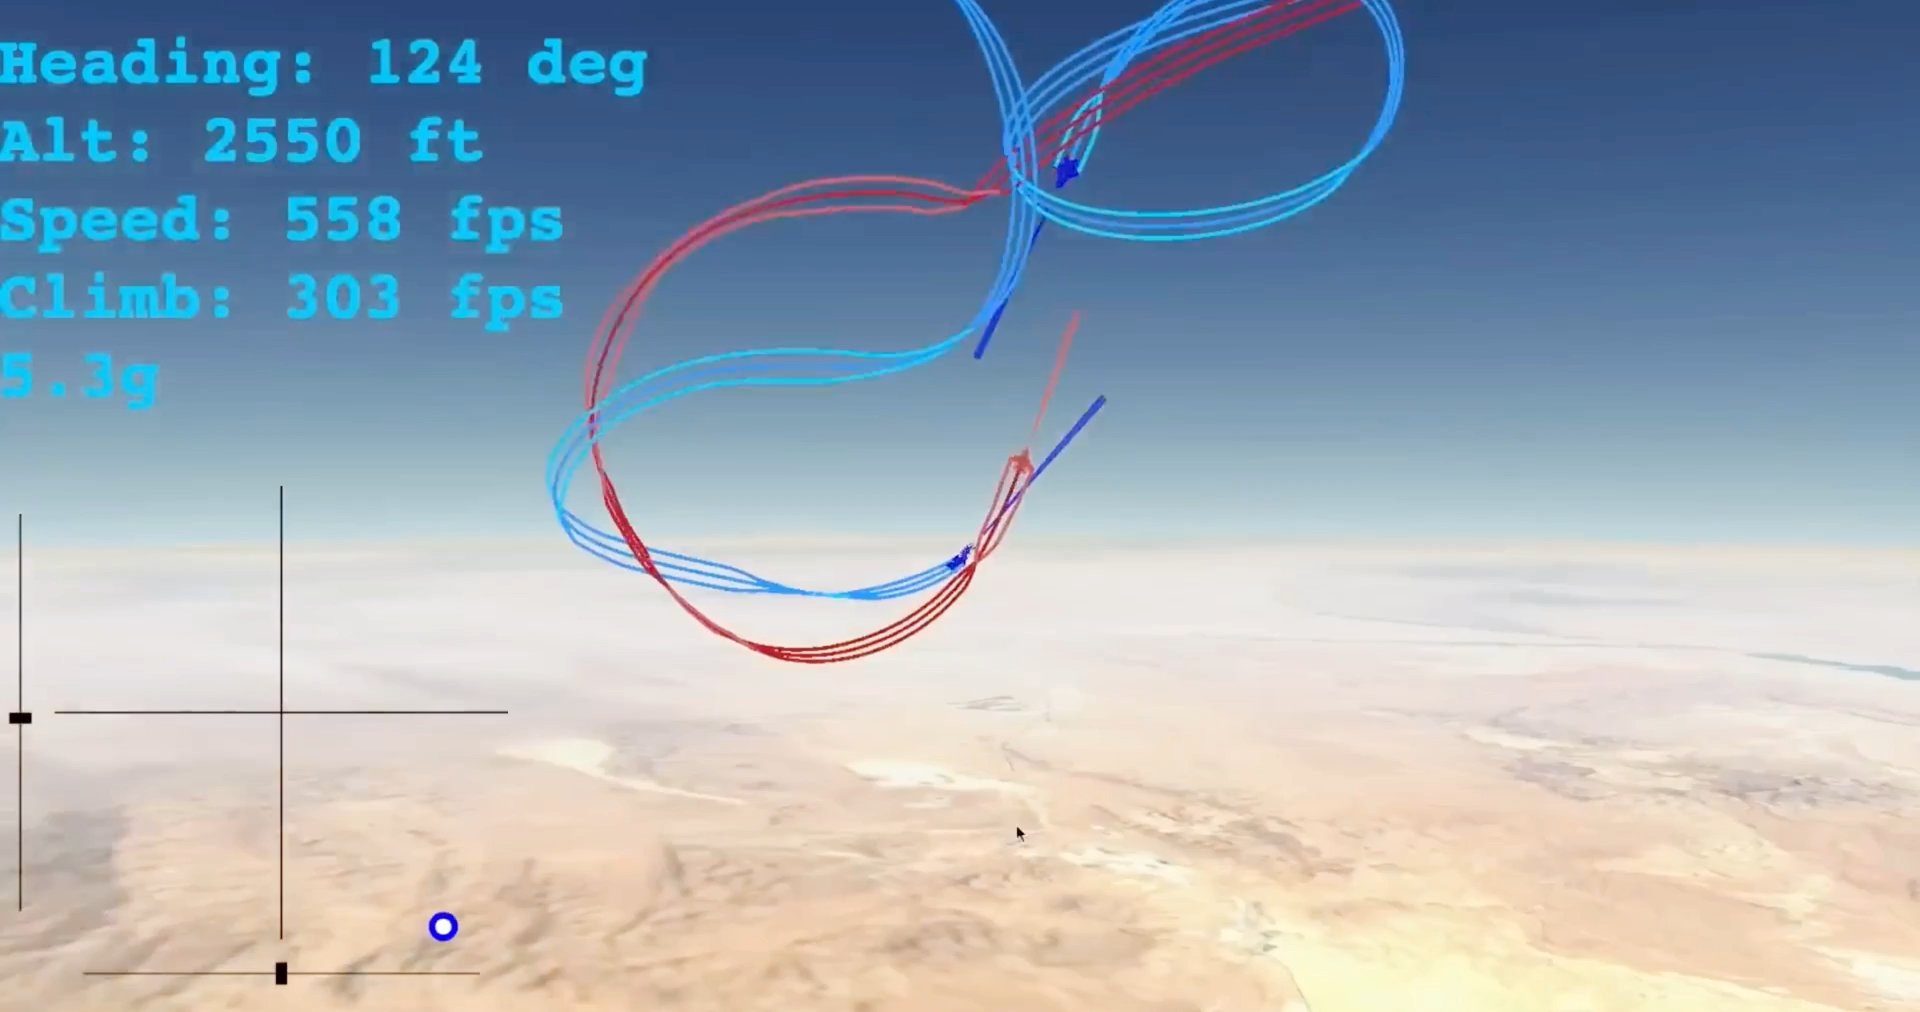 Heading: 124 deg
Alt: 2550 ft
Speed: 558 fps
Climb: 303 fps
5.3g